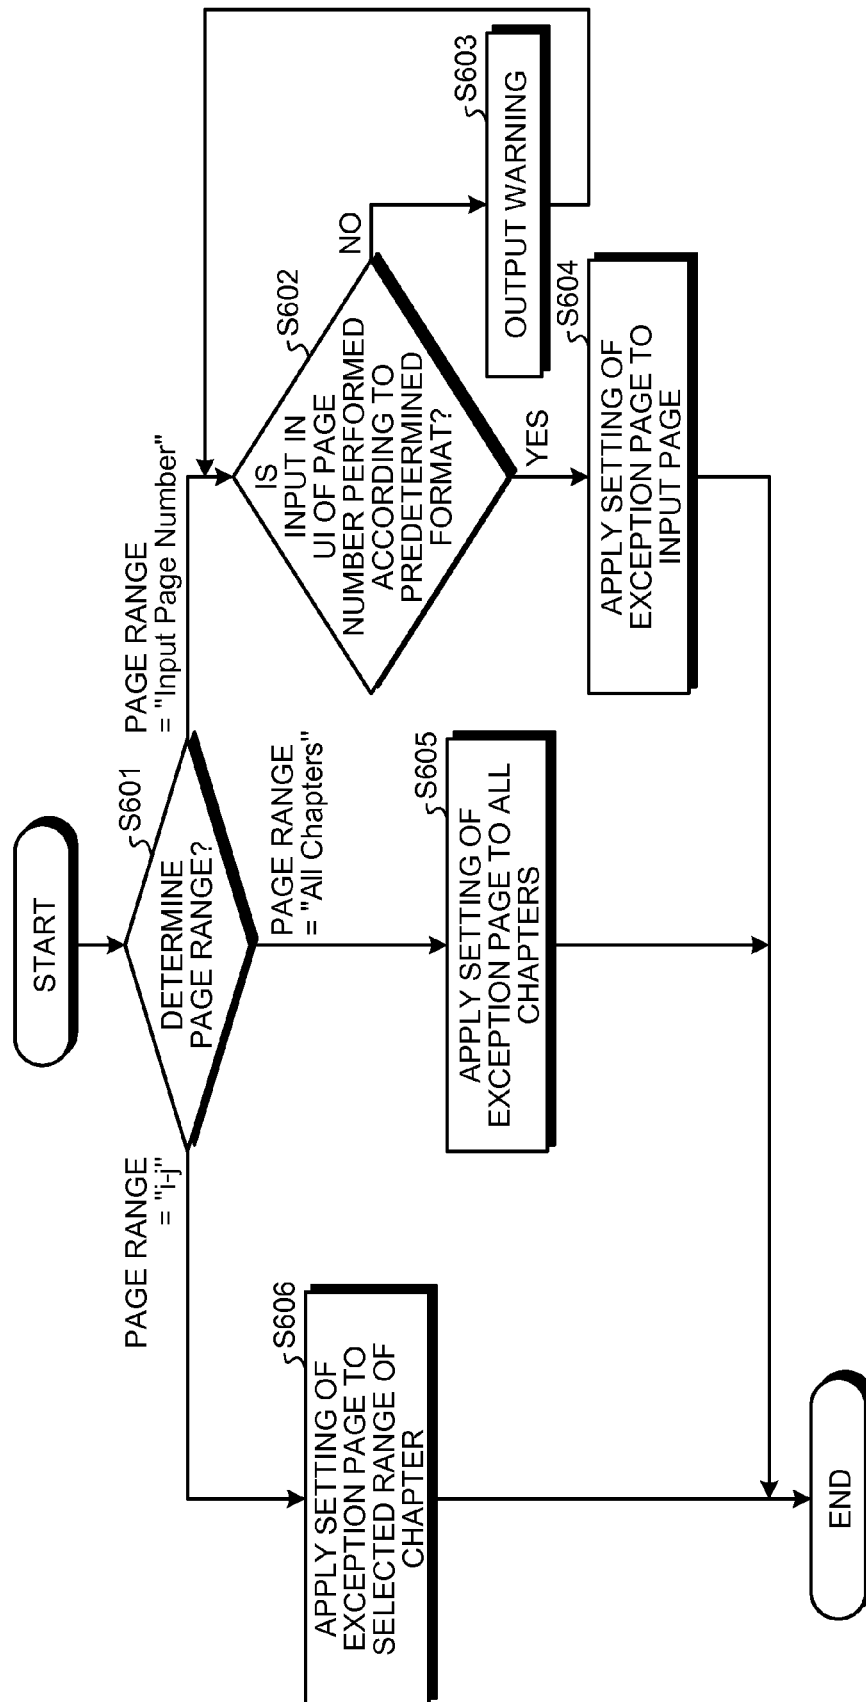 START
S601
DETERMINE
PAGE RANGE?
PAGE RANGE
= "i-j"
PAGE RANGE
= "All Chapters"
PAGE RANGE
= "Input Page Number"
S602
IS
INPUT IN
UI OF PAGE
NUMBER PERFORMED
ACCORDING TO
PREDETERMINED
FORMAT?
NO
YES
S603
OUTPUT WARNING
S604
APPLY SETTING OF
EXCEPTION PAGE TO
INPUT PAGE
S605
APPLY SETTING OF
EXCEPTION PAGE TO ALL
CHAPTERS
S606
APPLY SETTING OF
EXCEPTION PAGE TO
SELECTED RANGE OF
CHAPTER
END